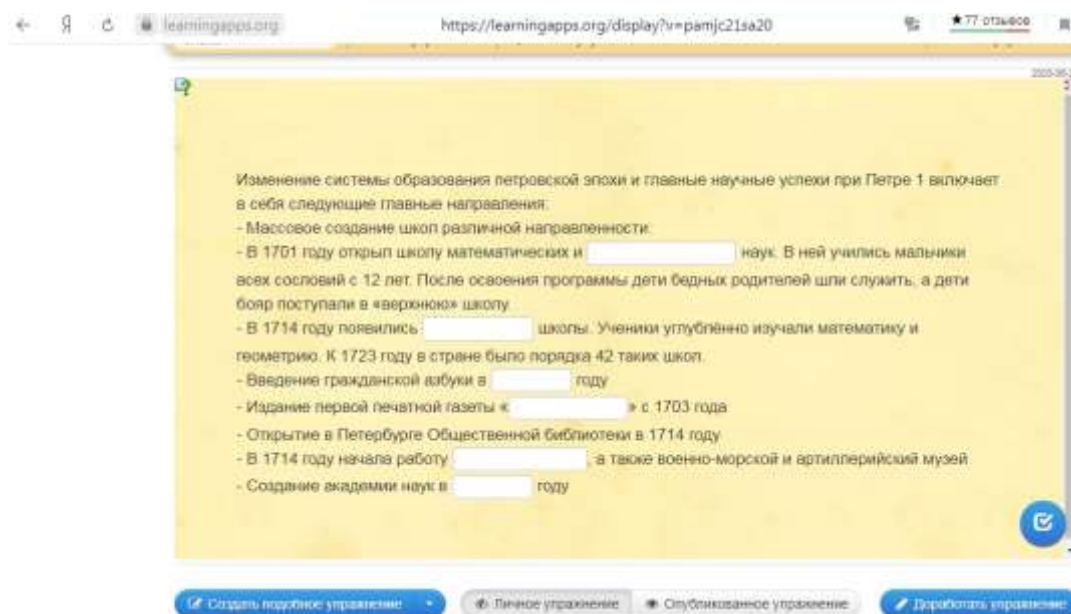 Я learningapps.org https://learningapps.org/display?v=pamjc21sa20 ★ 77 отзывов
Изменение системы образования петровской эпохи и главные научные успехи при Петре 1 включает
в себя следующие главные направления:
- Массовое создание школ различной направленности.
- В 1701 году открыл школу математических и наук. В ней учились мальчики
всех сословий с 12 лет. После освоения программы дети бедных родителей шли служить, а дети
бояр поступали в «верхнюю» школу.
- В 1714 году появились школы. Ученики углублённо изучали математику и
геометрию. К 1723 году в стране было порядка 42 таких школ.
- Введение гражданской азбуки в году
- Издание первой печатной газеты « » с 1703 года
- Открытие в Петербурге Общественной библиотеки в 1714 году
- В 1714 году начала работу , а также военно-морской и артиллерийский музей
- Создание академии наук в году
Создать подобное упражнение Личное упражнение Опубликованное упражнение Доработать упражнение